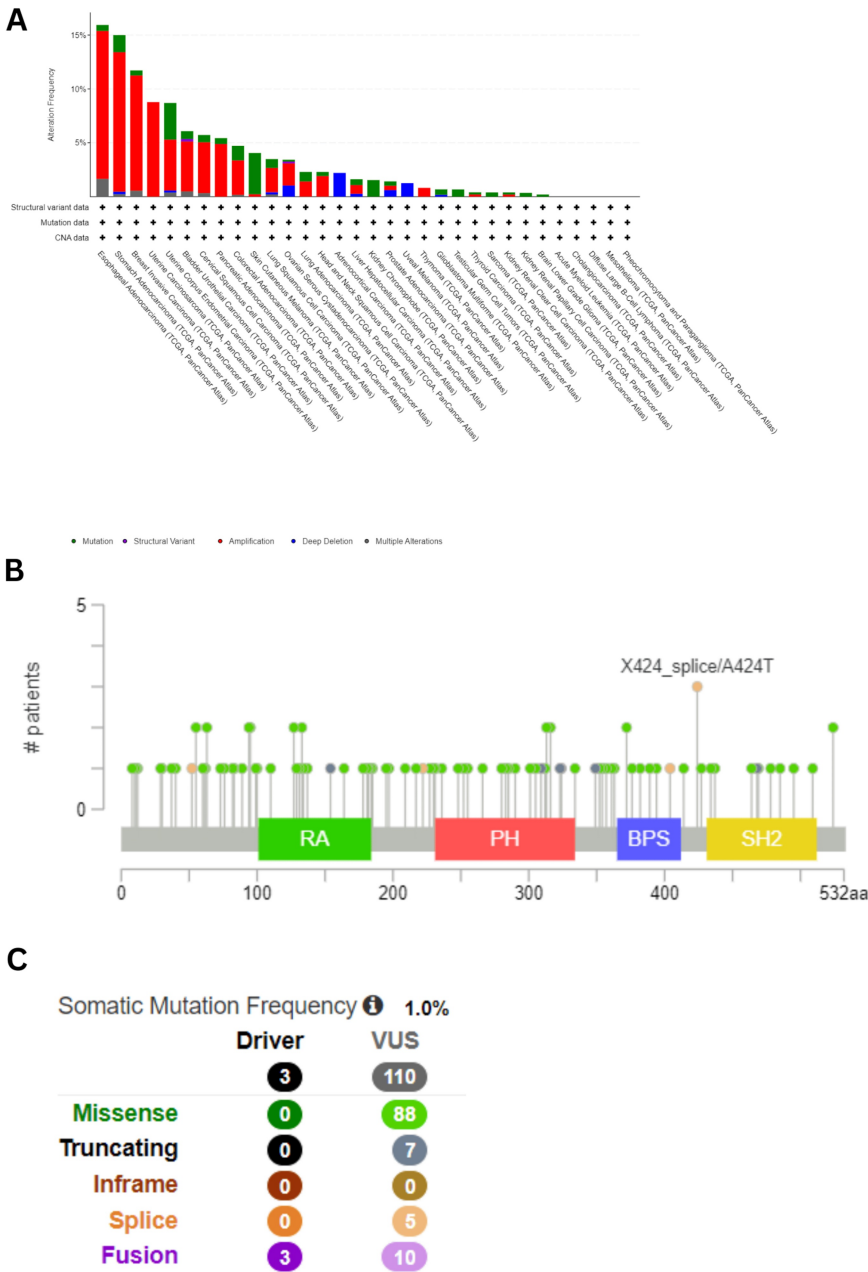 A
15%
10%
5%
Alteration Frequency
Structural variant data
Mutation data
CNA data
Esophageal Adenocarcinoma (TCGA, PanCancer Atlas)
Stomach Adenocarcinoma (TCGA, PanCancer Atlas)
Breast Invasive Carcinoma (TCGA, PanCancer Atlas)
Uterine Carcinosarcoma (TCGA, PanCancer Atlas)
Uterine Corpus Endometrial Carcinoma (TCGA, PanCancer Atlas)
Bladder Urothelial Carcinoma (TCGA, PanCancer Atlas)
Cervical Squamous Cell Carcinoma (TCGA, PanCancer Atlas)
Pancreatic Adenocarcinoma (TCGA, PanCancer Atlas)
Colorectal Adenocarcinoma (TCGA, PanCancer Atlas)
Skin Cutaneous Melanoma (TCGA, PanCancer Atlas)
Lung Squamous Cell Carcinoma (TCGA, PanCancer Atlas)
Ovarian Serous Cystadenocarcinoma (TCGA, PanCancer Atlas)
Lung Adenocarcinoma (TCGA, PanCancer Atlas)
Head and Neck Squamous Cell Carcinoma (TCGA, PanCancer Atlas)
Adrenocortical Carcinoma (TCGA, PanCancer Atlas)
Liver Hepatocellular Carcinoma (TCGA, PanCancer Atlas)
Kidney Chromophobe (TCGA, PanCancer Atlas)
Prostate Adenocarcinoma (TCGA, PanCancer Atlas)
Uveal Melanoma (TCGA, PanCancer Atlas)
Thymoma (TCGA, PanCancer Atlas)
Glioblastoma Multiforme (TCGA, PanCancer Atlas)
Testicular Germ Cell Tumors (TCGA, PanCancer Atlas)
Thyroid Carcinoma (TCGA, PanCancer Atlas)
Sarcoma (TCGA, PanCancer Atlas)
Kidney Renal Clear Cell Carcinoma (TCGA, PanCancer Atlas)
Kidney Renal Papillary Cell Carcinoma (TCGA, PanCancer Atlas)
Brain Lower Grade Glioma (TCGA, PanCancer Atlas)
Acute Myeloid Leukemia (TCGA, PanCancer Atlas)
Cholangiocarcinoma (TCGA, PanCancer Atlas)
Diffuse Large B-Cell Lymphoma (TCGA, PanCancer Atlas)
Mesothelioma (TCGA, PanCancer Atlas)
Pheochromocytoma and Paraganglioma (TCGA, PanCancer Atlas)
Mutation Structural Variant Amplification Deep Deletion Multiple Alterations
B
5
0
# patients
X424_splice/A424T
RA PH BPS SH2
0 100 200 300 400 532aa
C
Somatic Mutation Frequency 1.0%
Driver VUS
3 110
Missense 0 88
Truncating 0 7
Inframe 0 0
Splice 0 5
Fusion 3 10